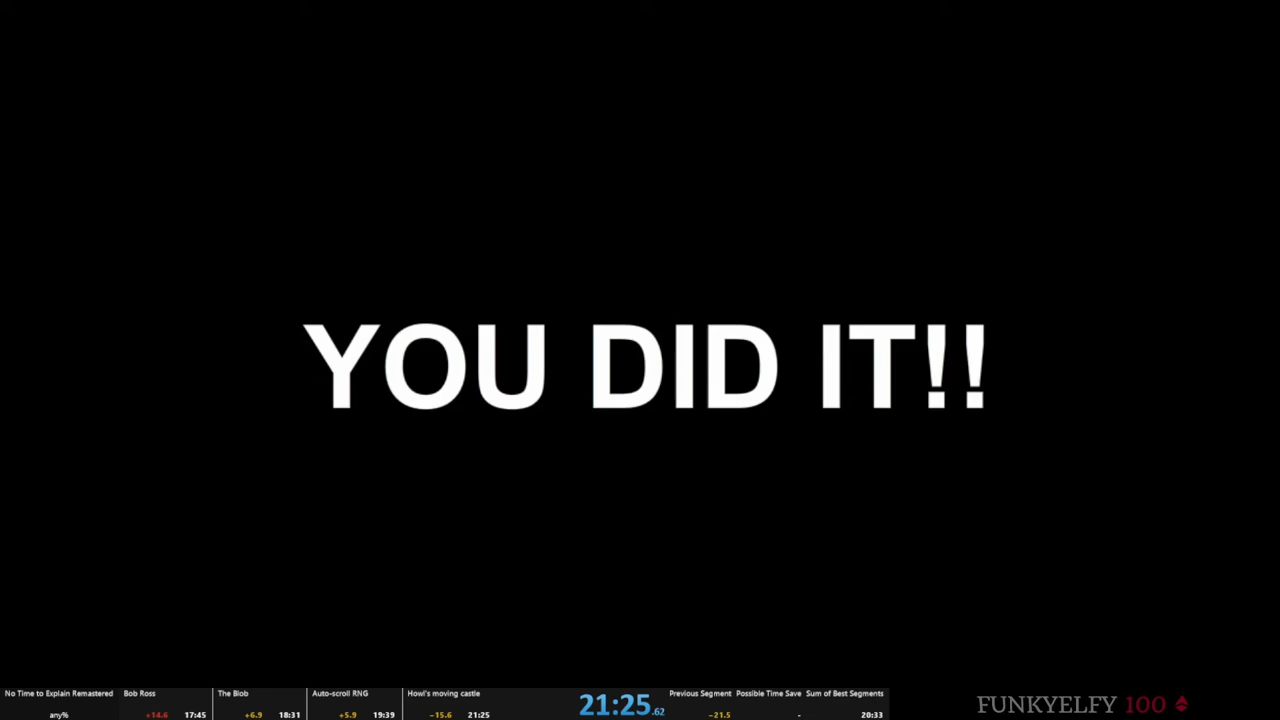 YOU DID IT!!
No Time to Explain Remastered Bob Ross The Blob Auto-scroll RNG Howl's moving castle 21:25.62 Previous Segment Possible Time Save Sum of Best Segments
any% +14.6 17:45 +6.9 18:31 +5.9 19:39 −15.6 21:25 −21.5 - 20:33
FUNKYELFY 100